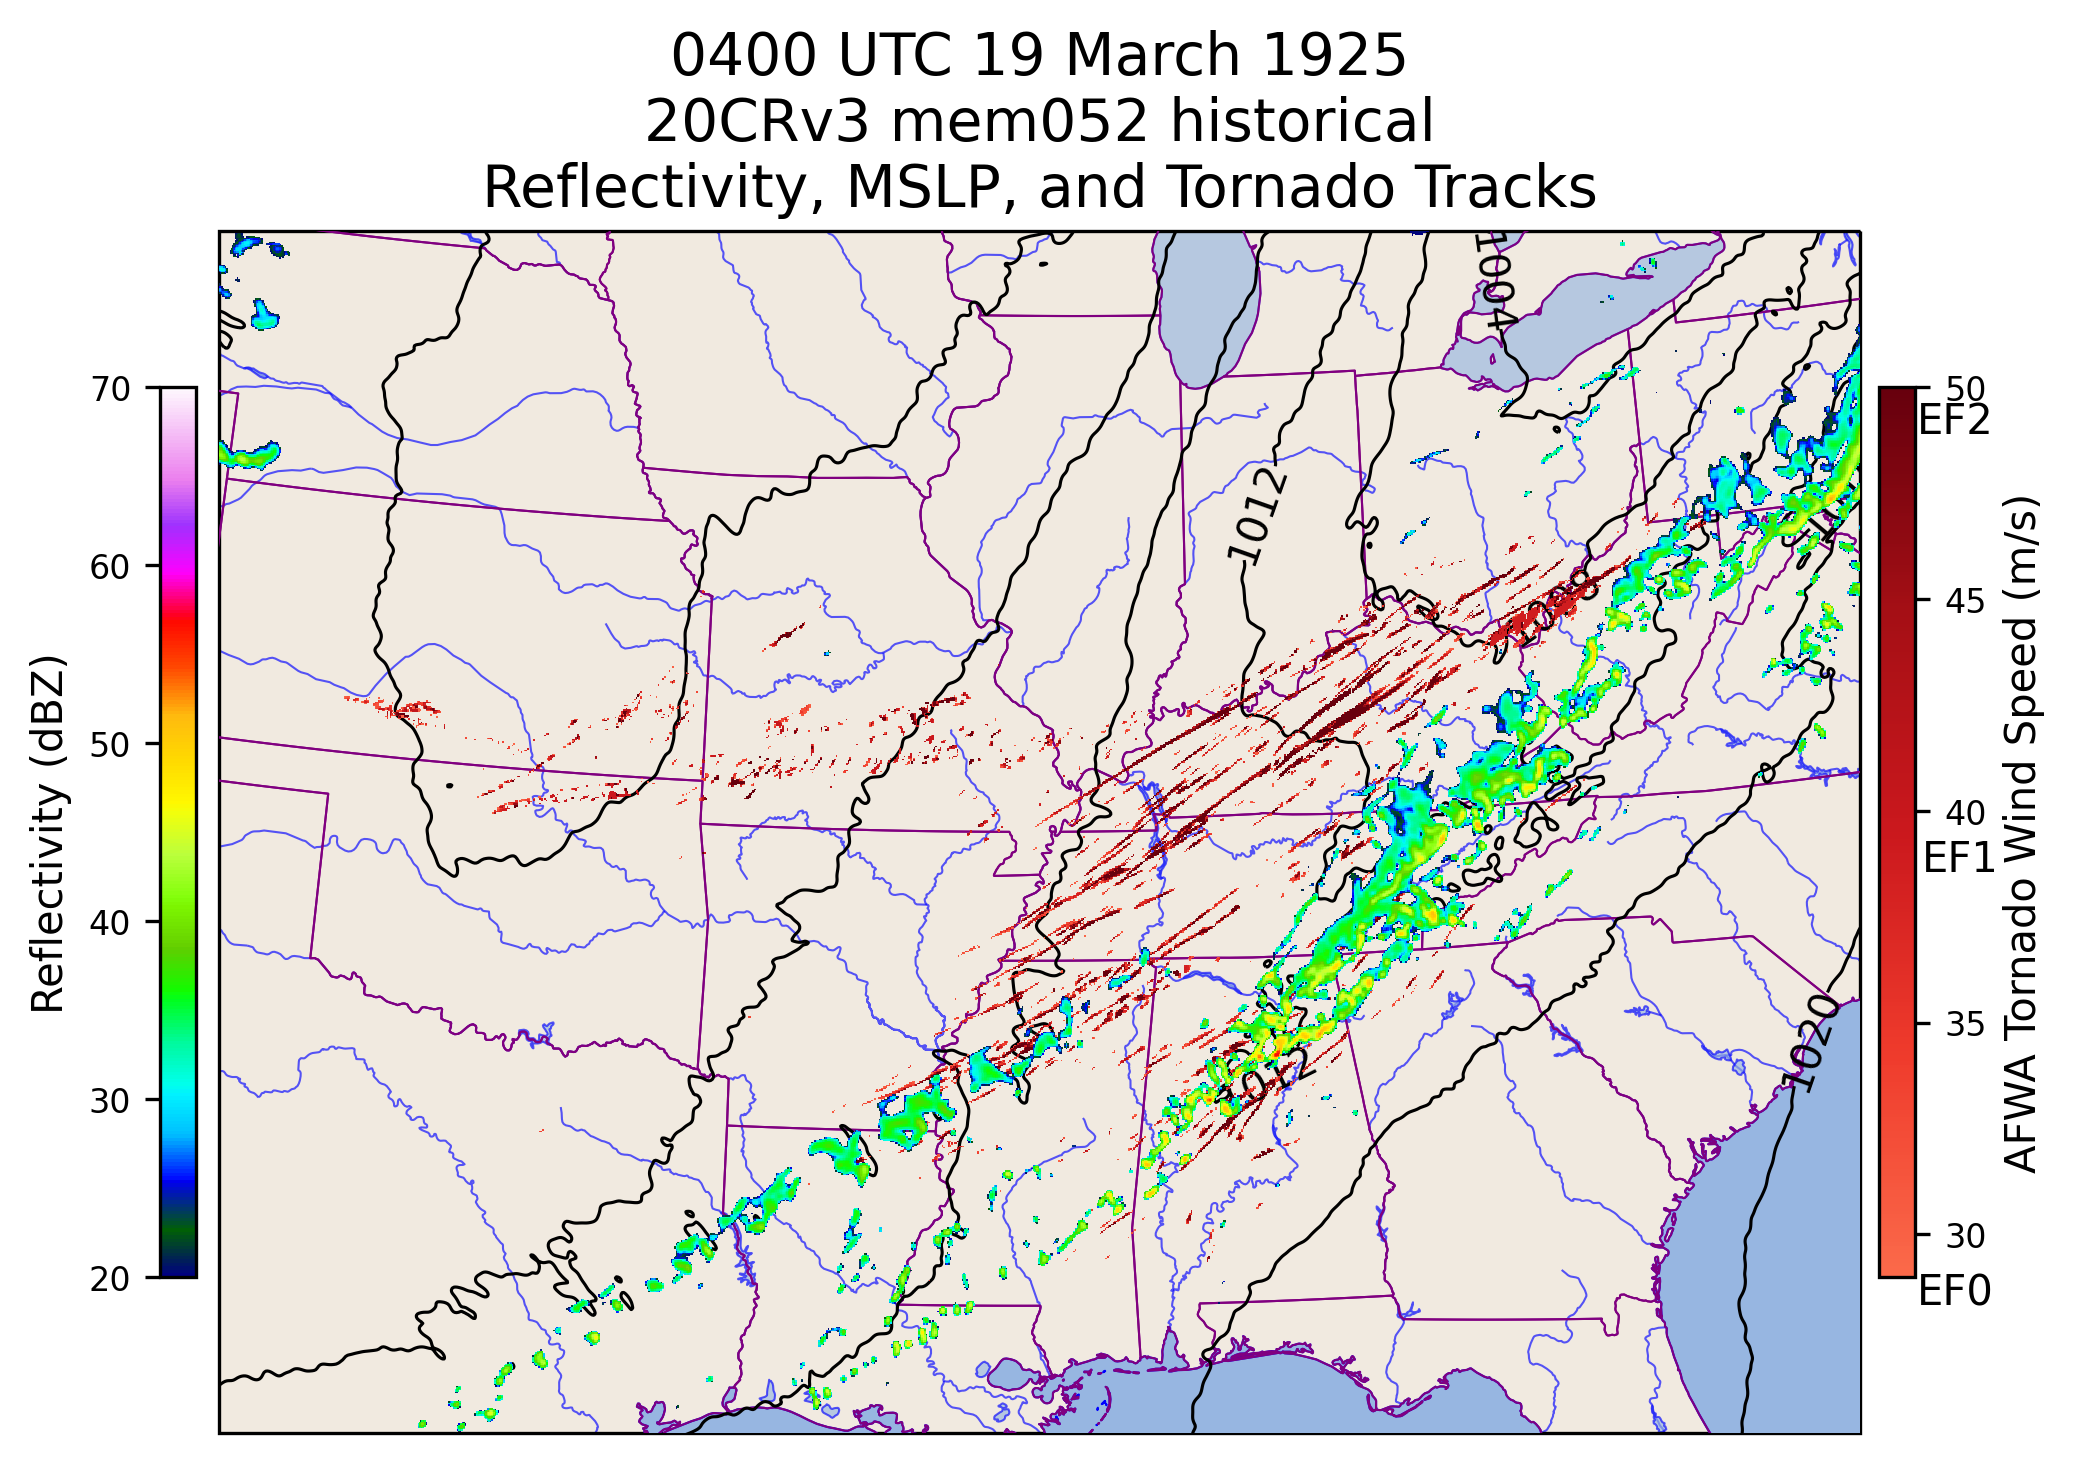 0400 UTC 19 March 1925
20CRv3 mem052 historical
Reflectivity, MSLP, and Tornado Tracks
Reflectivity (dBZ)
70
60
50
40
30
20
1004
1012
1008
1012
1020
50
EF2
45
40
EF1
35
30
EF0
AFWA Tornado Wind Speed (m/s)